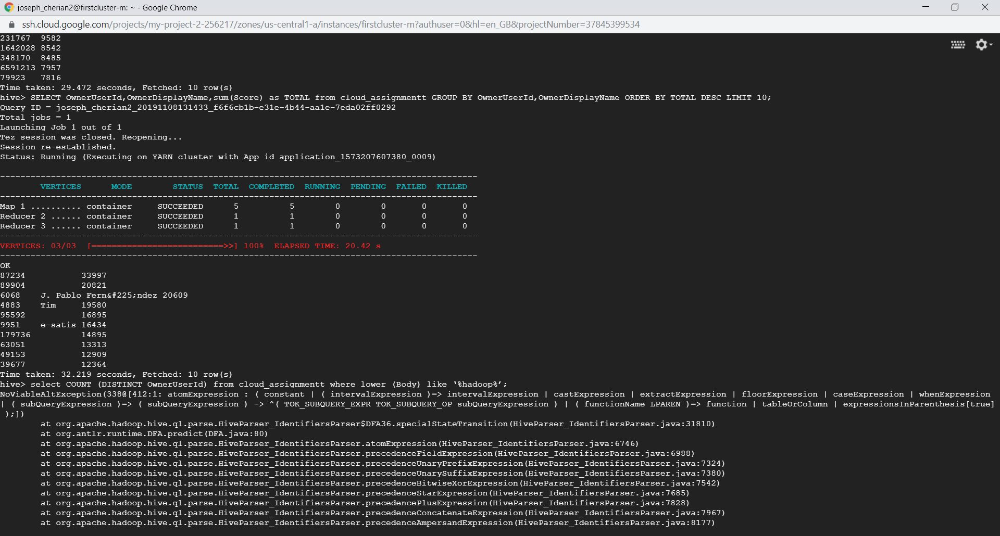 joseph_cherian2@firstcluster-m: ~ - Google Chrome
ssh.cloud.google.com/projects/my-project-2-256217/zones/us-central1-a/instances/firstcluster-m?authuser=0&hl=en_GB&projectNumber=37845399534
231767  9582
1642028 8542
348170  8485
6591213 7957
79923   7816
Time taken: 29.472 seconds, Fetched: 10 row(s)
hive> SELECT OwnerUserId,OwnerDisplayName,sum(Score) as TOTAL from cloud_assignmentt GROUP BY OwnerUserId,OwnerDisplayName ORDER BY TOTAL DESC LIMIT 10;
Query ID = joseph_cherian2_20191108131433_f6f6cb1b-e31e-4b44-aa1e-7eda02ff0292
Total jobs = 1
Launching Job 1 out of 1
Tez session was closed. Reopening...
Session re-established.
Status: Running (Executing on YARN cluster with App id application_1573207607380_0009)
----------------------------------------------------------------------------------------------
        VERTICES      MODE        STATUS  TOTAL  COMPLETED  RUNNING  PENDING  FAILED  KILLED
----------------------------------------------------------------------------------------------
Map 1 .......... container     SUCCEEDED      5          5        0        0       0       0
Reducer 2 ...... container     SUCCEEDED      1          1        0        0       0       0
Reducer 3 ...... container     SUCCEEDED      1          1        0        0       0       0
----------------------------------------------------------------------------------------------
VERTICES: 03/03  [==========================>>] 100%  ELAPSED TIME: 20.42 s
----------------------------------------------------------------------------------------------
OK
87234           33997
89904           20821
6068    J. Pablo Fern&#225;ndez 20609
4883    Tim     19580
95592           16895
9951    e-satis 16434
179736          14895
63051           13313
49153           12909
39677           12364
Time taken: 32.219 seconds, Fetched: 10 row(s)
hive> select COUNT (DISTINCT OwnerUserId) from cloud_assignmentt where lower (Body) like ‘%hadoop%’;
NoViableAltException(338@[412:1: atomExpression : ( constant | ( intervalExpression )=> intervalExpression | castExpression | extractExpression | floorExpression | caseExpression | whenExpression
| ( subQueryExpression )=> ( subQueryExpression ) -> ^( TOK_SUBQUERY_EXPR TOK_SUBQUERY_OP subQueryExpression ) | ( functionName LPAREN )=> function | tableOrColumn | expressionsInParenthesis[true]
 );])
        at org.apache.hadoop.hive.ql.parse.HiveParser_IdentifiersParser$DFA36.specialStateTransition(HiveParser_IdentifiersParser.java:31810)
        at org.antlr.runtime.DFA.predict(DFA.java:80)
        at org.apache.hadoop.hive.ql.parse.HiveParser_IdentifiersParser.atomExpression(HiveParser_IdentifiersParser.java:6746)
        at org.apache.hadoop.hive.ql.parse.HiveParser_IdentifiersParser.precedenceFieldExpression(HiveParser_IdentifiersParser.java:6988)
        at org.apache.hadoop.hive.ql.parse.HiveParser_IdentifiersParser.precedenceUnaryPrefixExpression(HiveParser_IdentifiersParser.java:7324)
        at org.apache.hadoop.hive.ql.parse.HiveParser_IdentifiersParser.precedenceUnarySuffixExpression(HiveParser_IdentifiersParser.java:7380)
        at org.apache.hadoop.hive.ql.parse.HiveParser_IdentifiersParser.precedenceBitwiseXorExpression(HiveParser_IdentifiersParser.java:7542)
        at org.apache.hadoop.hive.ql.parse.HiveParser_IdentifiersParser.precedenceStarExpression(HiveParser_IdentifiersParser.java:7685)
        at org.apache.hadoop.hive.ql.parse.HiveParser_IdentifiersParser.precedencePlusExpression(HiveParser_IdentifiersParser.java:7828)
        at org.apache.hadoop.hive.ql.parse.HiveParser_IdentifiersParser.precedenceConcatenateExpression(HiveParser_IdentifiersParser.java:7967)
        at org.apache.hadoop.hive.ql.parse.HiveParser_IdentifiersParser.precedenceAmpersandExpression(HiveParser_IdentifiersParser.java:8177)